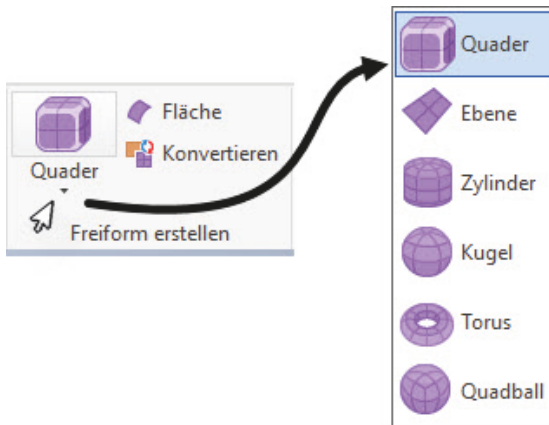 Fläche
Konvertieren
Quader
Freiform erstellen
Quader
Ebene
Zylinder
Kugel
Torus
Quadball